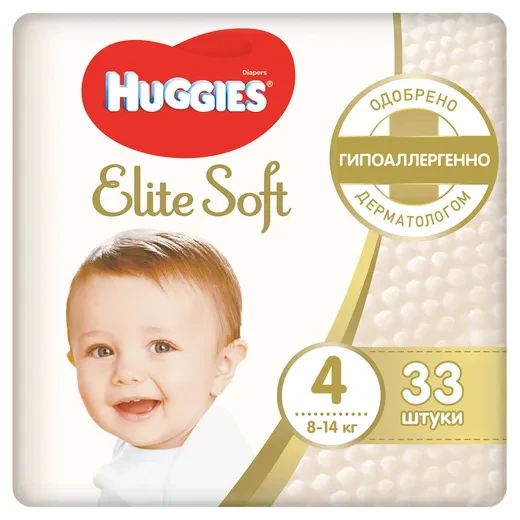 Diapers
HUGGIES®
Elite Soft
ОДОБРЕНО
ГИПОАЛЛЕРГЕННО
ДЕРМАТОЛОГОМ
4
8-14 кг
33
штуки